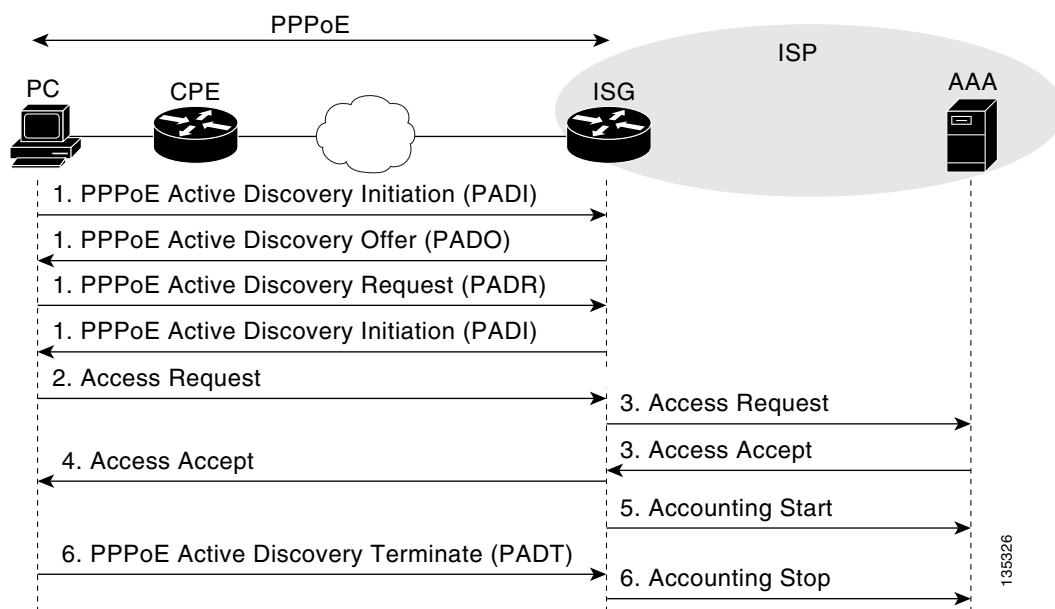 PPPoE
ISP
PC
CPE
ISG
AAA
1. PPPoE Active Discovery Initiation (PADI)
1. PPPoE Active Discovery Offer (PADO)
1. PPPoE Active Discovery Request (PADR)
1. PPPoE Active Discovery Initiation (PADI)
2. Access Request
3. Access Request
3. Access Accept
4. Access Accept
5. Accounting Start
6. PPPoE Active Discovery Terminate (PADT)
6. Accounting Stop
135326